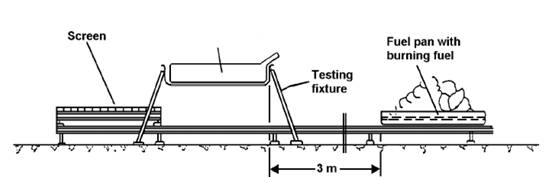 Screen
Fuel pan with
burning fuel
Testing
fixture
3 m